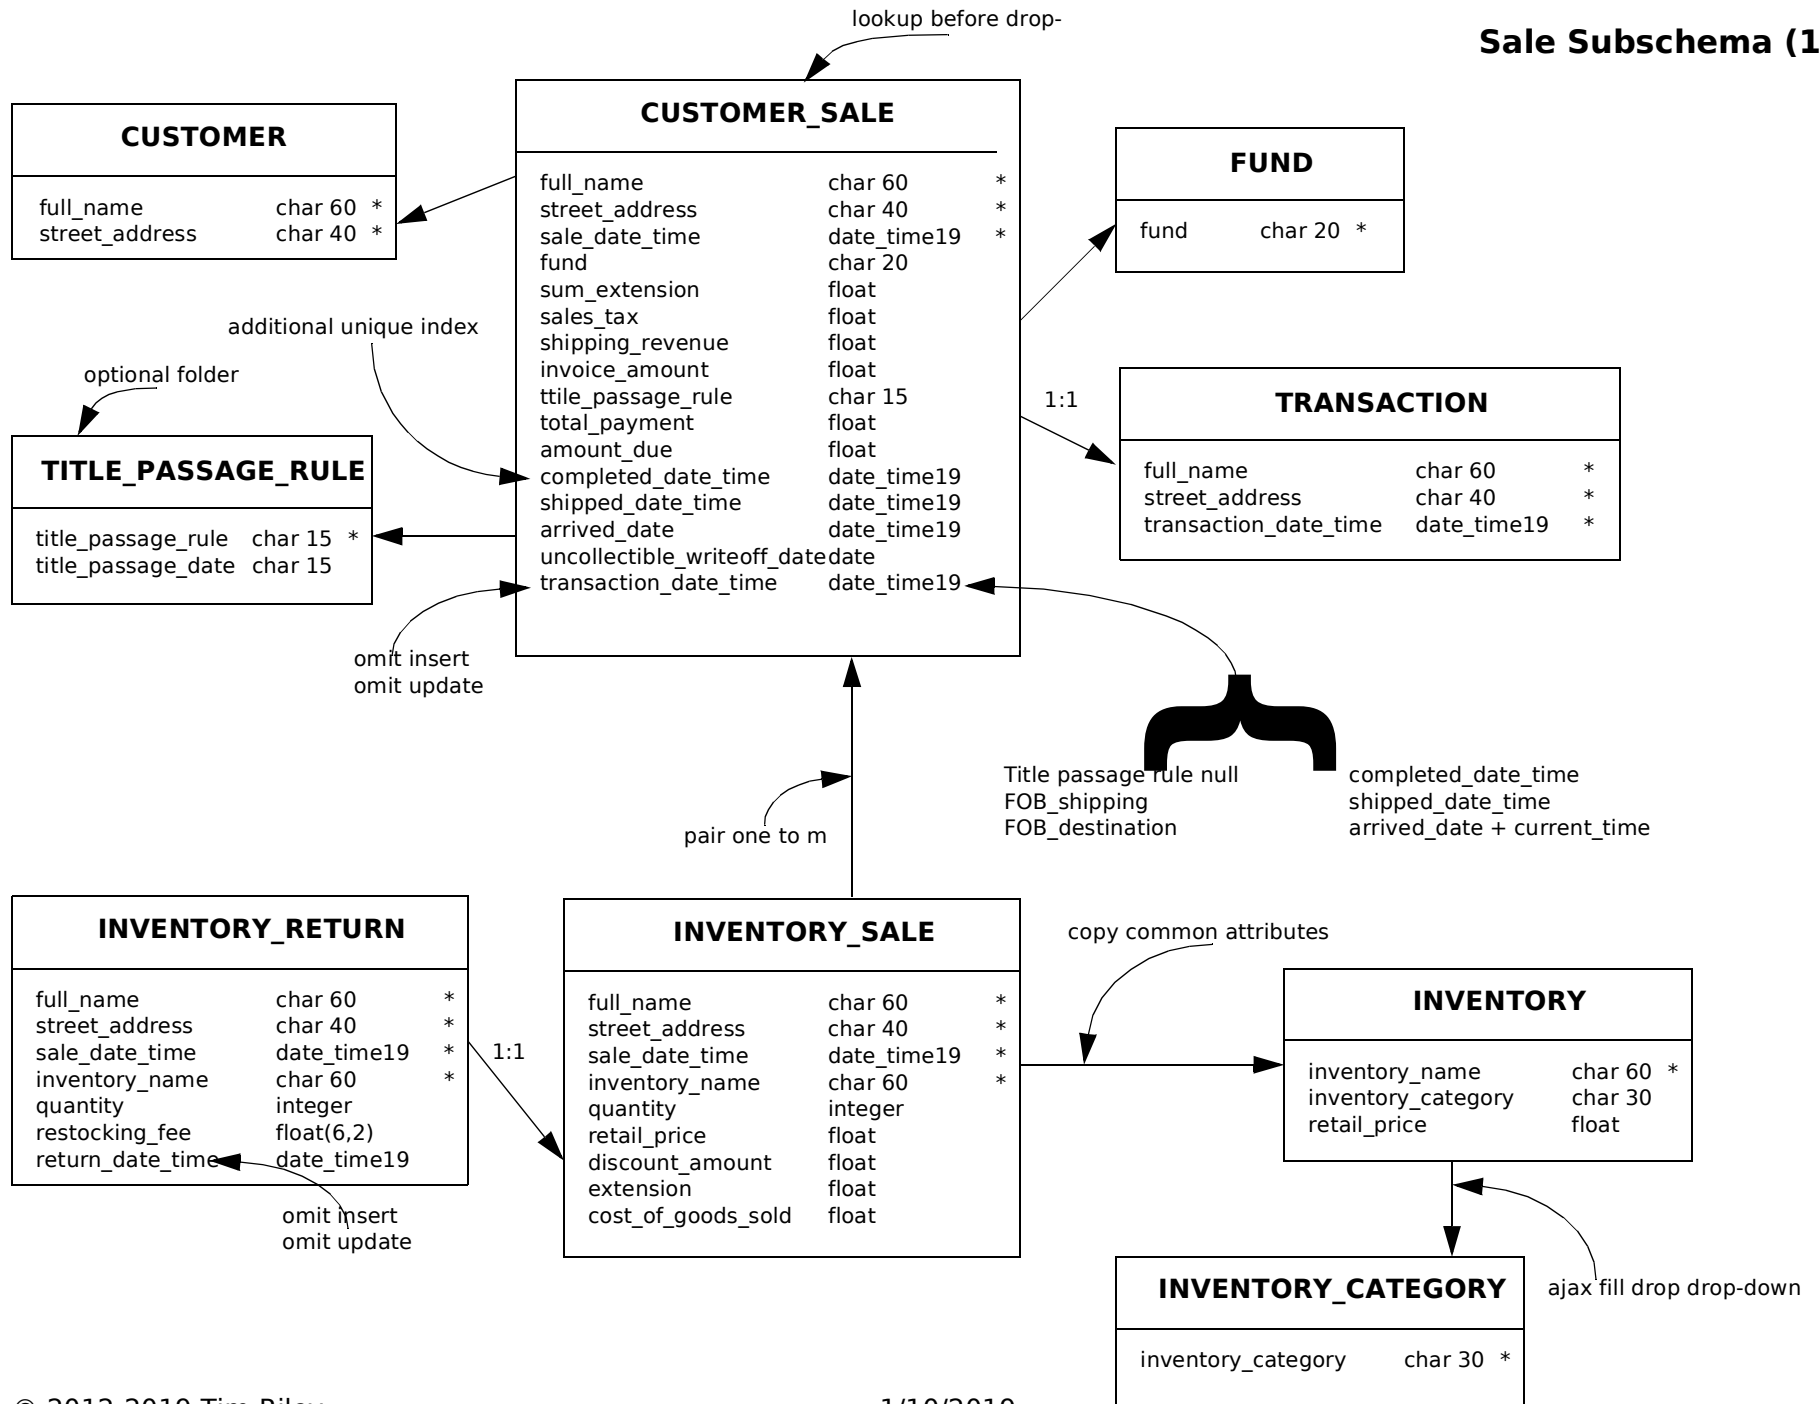 lookup before drop-
Sale Subschema (1
CUSTOMER
full_name char 60 *
street_address char 40 *
CUSTOMER_SALE
full_name char 60 *
street_address char 40 *
sale_date_time date_time19 *
fund char 20
sum_extension float
sales_tax float
shipping_revenue float
invoice_amount float
ttile_passage_rule char 15
total_payment float
amount_due float
completed_date_time date_time19
shipped_date_time date_time19
arrived_date date_time19
uncollectible_writeoff_date date
transaction_date_time date_time19
FUND
fund char 20 *
additional unique index
optional folder
1:1
TRANSACTION
full_name char 60 *
street_address char 40 *
transaction_date_time date_time19 *
TITLE_PASSAGE_RULE
title_passage_rule char 15 *
title_passage_date char 15
omit insert
omit update
Title passage rule null completed_date_time
FOB_shipping shipped_date_time
FOB_destination arrived_date + current_time
pair one to m
INVENTORY_RETURN
full_name char 60 *
street_address char 40 *
sale_date_time date_time19 *
inventory_name char 60 *
quantity integer
restocking_fee float(6,2)
return_date_time date_time19
omit insert
omit update
1:1
INVENTORY_SALE
full_name char 60 *
street_address char 40 *
sale_date_time date_time19 *
inventory_name char 60 *
quantity integer
retail_price float
discount_amount float
extension float
cost_of_goods_sold float
copy common attributes
INVENTORY
inventory_name char 60 *
inventory_category char 30
retail_price float
ajax fill drop drop-down
INVENTORY_CATEGORY
inventory_category char 30 *
© 2012-2019 Tim Riley
1/10/2019